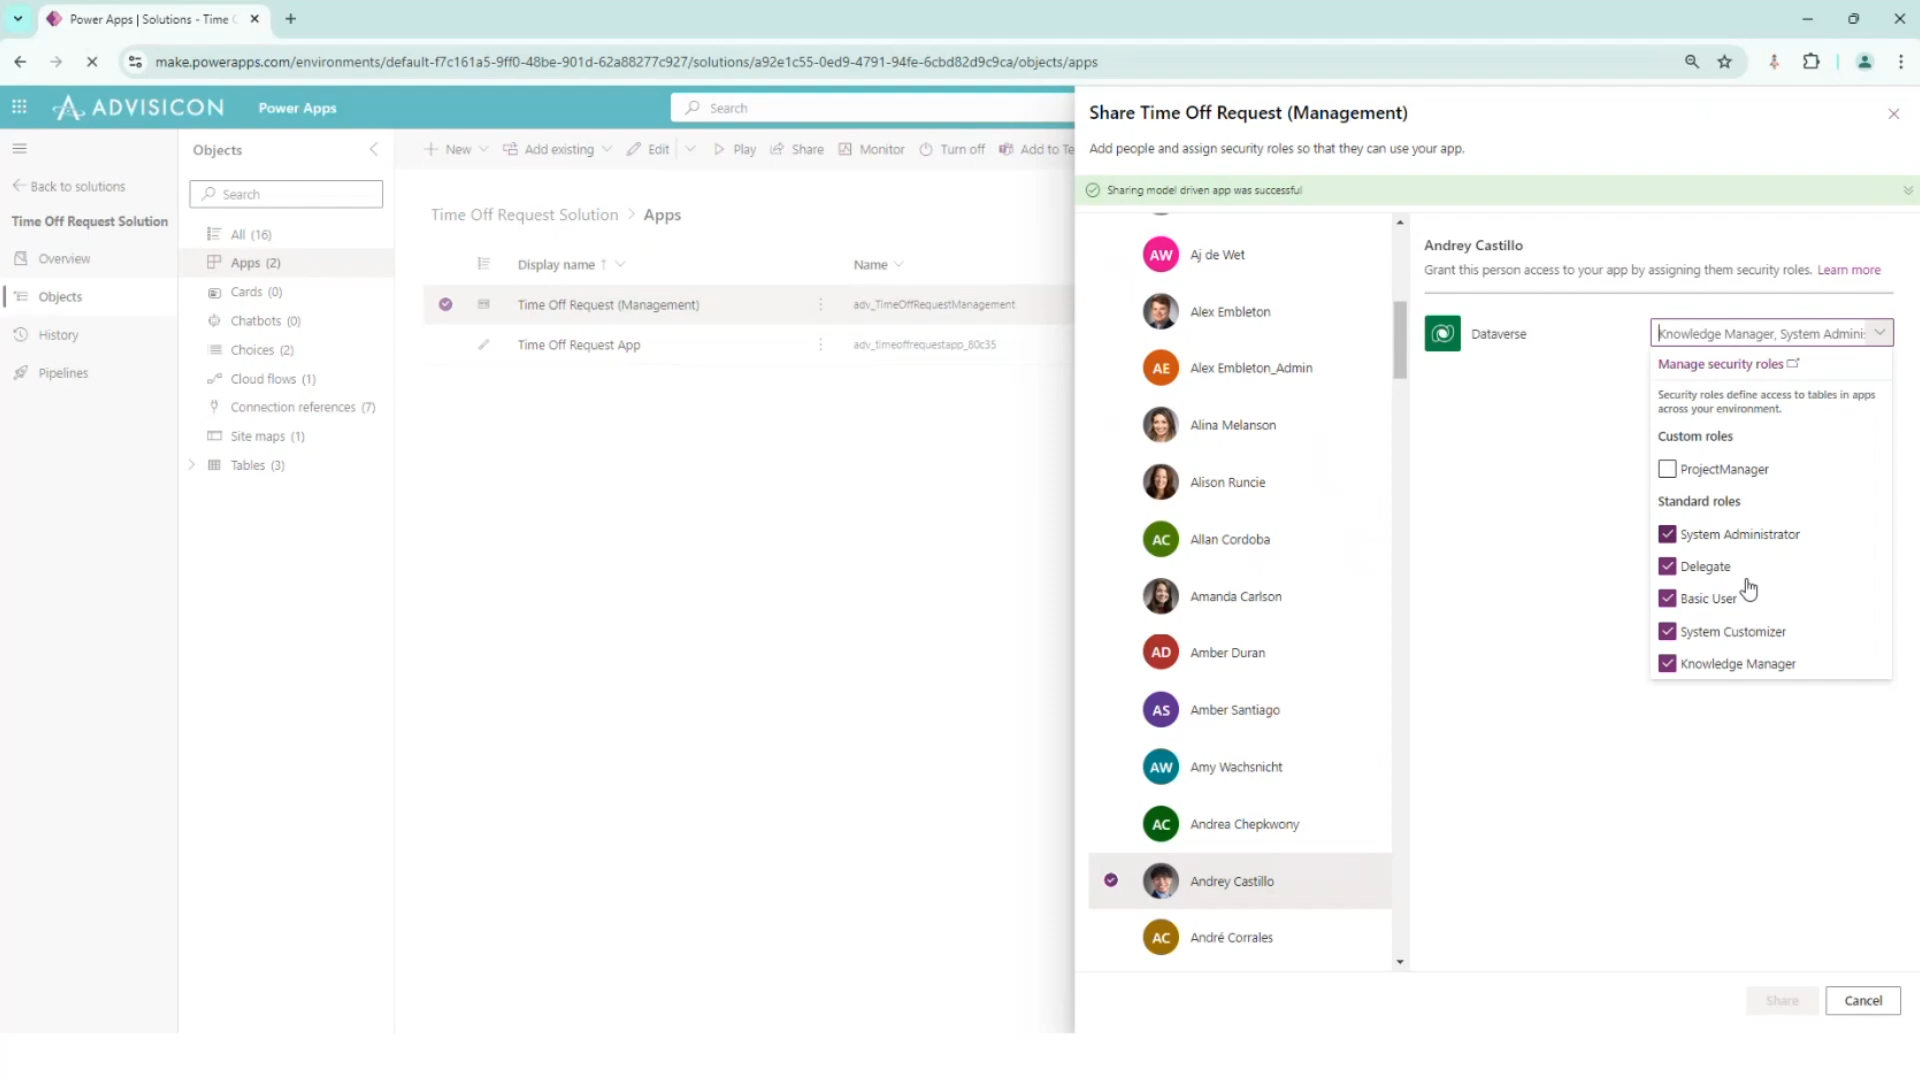 Power Apps | Solutions - Time
make.powerapps.com/environments/default-f7c161a5-9ff0-48be-901d-62a88277c927/solutions/a92e1c55-0ed9-4791-94fe-6cbd82d9c9ca/objects/apps
ADVISICON
Power Apps
Search
Back to solutions
Time Off Request Solution
Overview
Objects
History
Pipelines
Objects
Search
All (16)
Apps (2)
Cards (0)
Chatbots (0)
Choices (2)
Cloud flows (1)
Connection references (7)
Site maps (1)
Tables (3)
New
Add existing
Edit
Play
Share
Monitor
Turn off
Add to Te
Time Off Request Solution > Apps
Display name
Name
Time Off Request (Management)
adv_TimeOffRequestManagement
Time Off Request App
adv_timeoffrequestapp_80c35
Share Time Off Request (Management)
Add people and assign security roles so that they can use your app.
Sharing model driven app was successful
AW Aj de Wet
Alex Embleton
AE Alex Embleton_Admin
Alina Melanson
Alison Runcie
AC Allan Cordoba
Amanda Carlson
AD Amber Duran
AS Amber Santiago
AW Amy Wachsnicht
AC Andrea Chepkwony
Andrey Castillo
AC André Corrales
Andrey Castillo
Grant this person access to your app by assigning them security roles. Learn more
Dataverse
Knowledge Manager, System Adminis
Manage security roles
Security roles define access to tables in apps
across your environment.
Custom roles
ProjectManager
Standard roles
System Administrator
Delegate
Basic User
System Customizer
Knowledge Manager
Share
Cancel